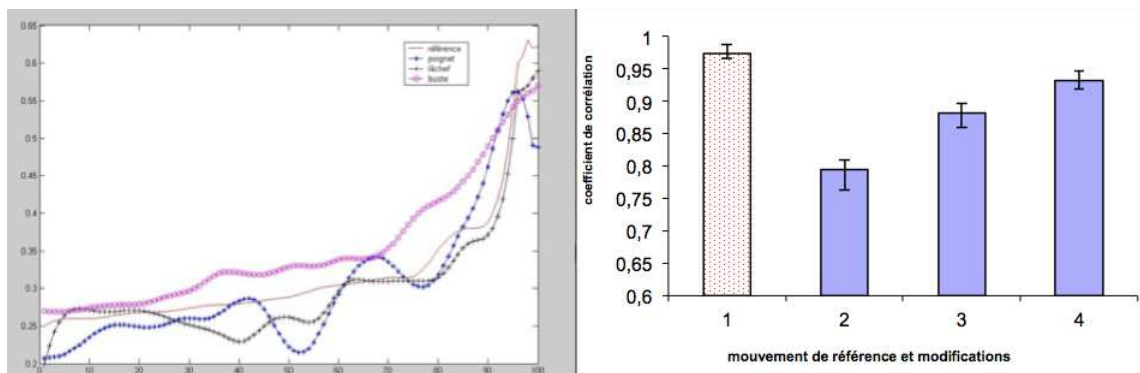 0.65
0.6
0.55
0.5
0.45
0.4
0.35
0.3
0.25
0.2
0 10 20 30 40 50 60 70 80 90 100
référence
poignet
lâchef
buste
coefficient de corrélation
1
0,95
0,9
0,85
0,8
0,75
0,7
0,65
0,6
1 2 3 4
mouvement de référence et modifications